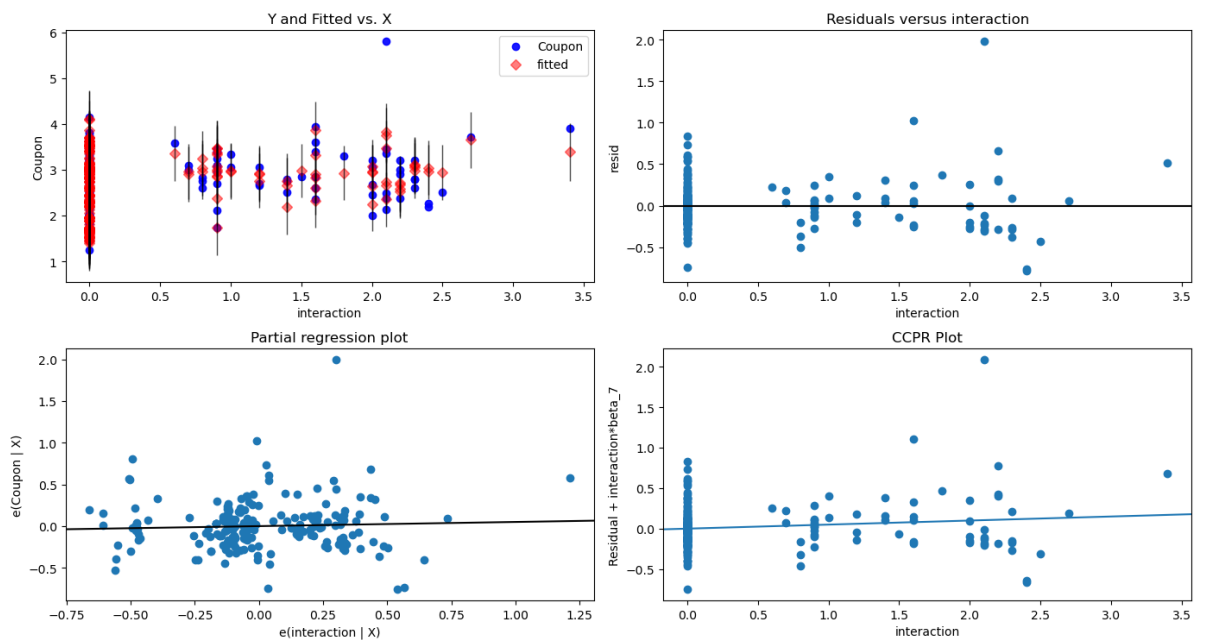 Y and Fitted vs. X
6
5
4
3
2
1
Coupon
Coupon
fitted
0.0 0.5 1.0 1.5 2.0 2.5 3.0 3.5
interaction
Residuals versus interaction
2.0
1.5
1.0
0.5
0.0
−0.5
resid
0.0 0.5 1.0 1.5 2.0 2.5 3.0 3.5
interaction
Partial regression plot
2.0
1.5
1.0
0.5
0.0
−0.5
e(Coupon | X)
−0.75 −0.50 −0.25 0.00 0.25 0.50 0.75 1.00 1.25
e(interaction | X)
CCPR Plot
2.0
1.5
1.0
0.5
0.0
−0.5
Residual + interaction*beta_7
0.0 0.5 1.0 1.5 2.0 2.5 3.0 3.5
interaction